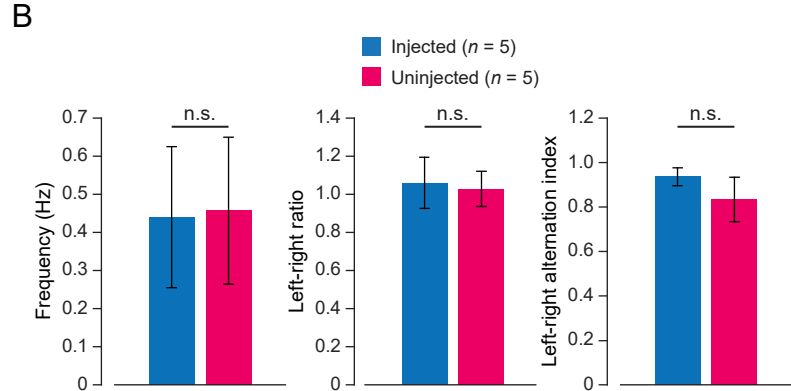 B
Injected (n = 5)
Uninjected (n = 5)
Frequency (Hz)
0.7
0.6
0.5
0.4
0.3
0.2
0.1
0
n.s.
Left-right ratio
1.4
1.2
1.0
0.8
0.6
0.4
0.2
0
n.s.
Left-right alternation index
1.2
1.0
0.8
0.6
0.4
0.2
0
n.s.